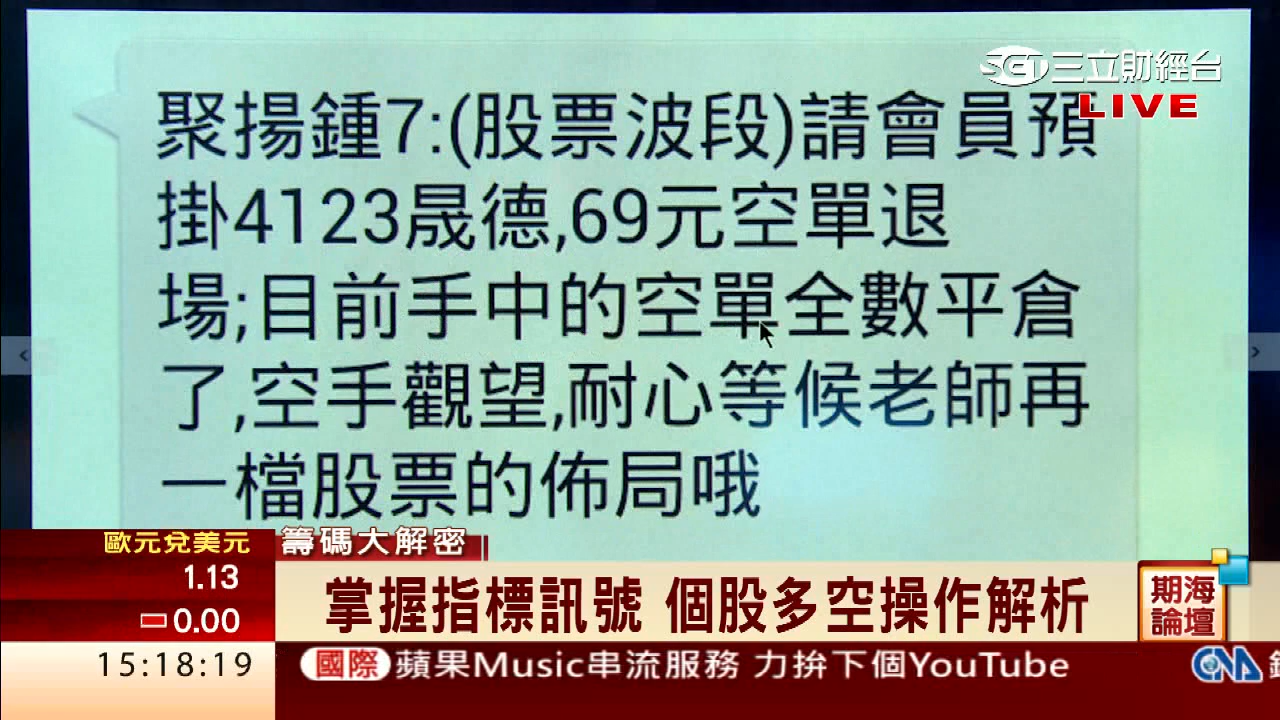 SET 三立財經台
LIVE
聚揚鍾7:(股票波段)請會員預
掛4123晟德,69元空單退
場;目前手中的空單全數平倉
了,空手觀望,耐心等候老師再
一檔股票的佈局哦
歐元兌美元
1.13
0.00
15:18:19
籌碼大解密
掌握指標訊號 個股多空操作解析
期海
論壇
國際 蘋果Music串流服務 力拚下個YouTube
CNA